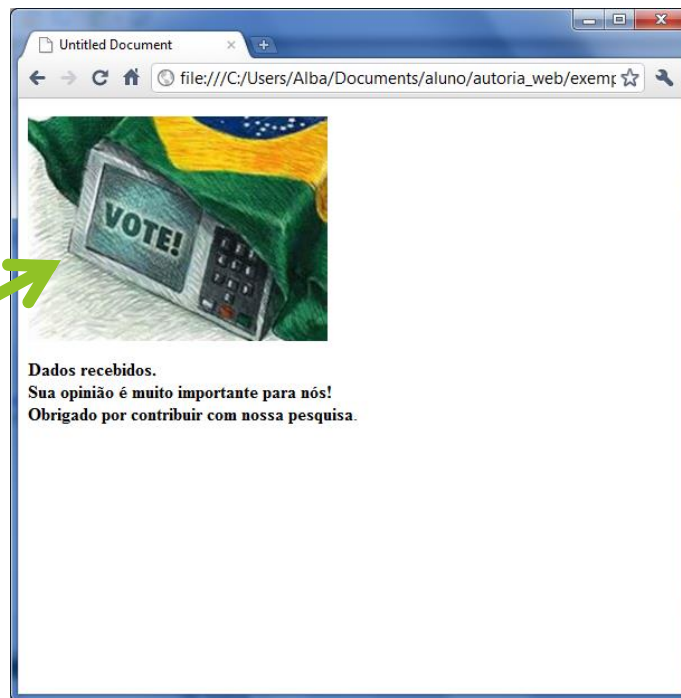 Untitled Document
file:///C:/Users/Alba/Documents/aluno/autoria_web/exemp
VOTE!
Dados recebidos.
Sua opinião é muito importante para nós!
Obrigado por contribuir com nossa pesquisa.